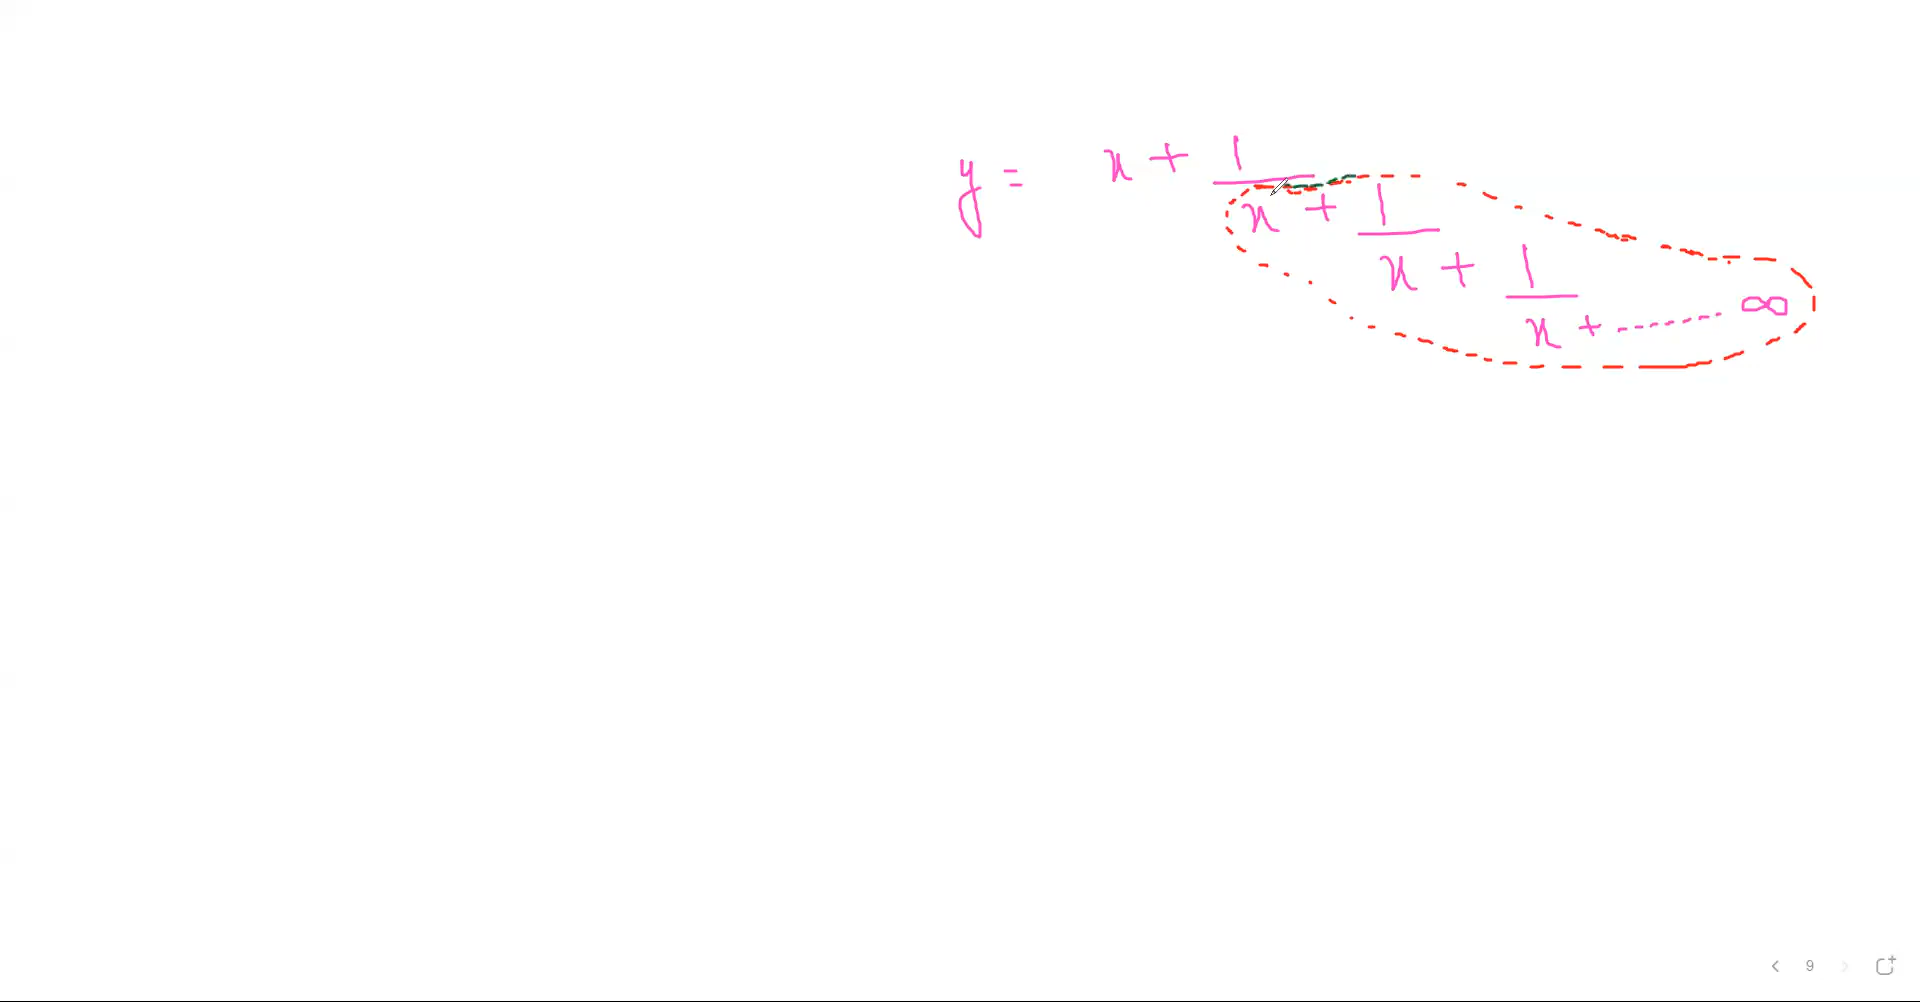 y = x + 1
x + 1
x + 1
x + ------- ∞
9